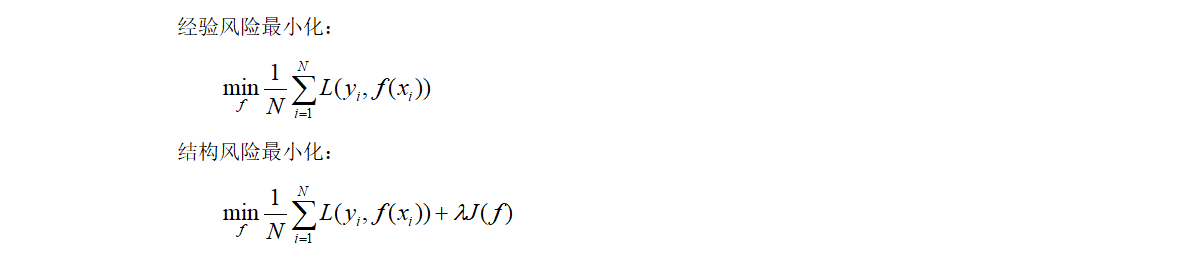 经验风险最小化：
\min_{f} \frac{1}{N} \sum_{i=1}^{N} L(y_i, f(x_i))
结构风险最小化：
\min_{f} \frac{1}{N} \sum_{i=1}^{N} L(y_i, f(x_i)) + \lambda J(f)